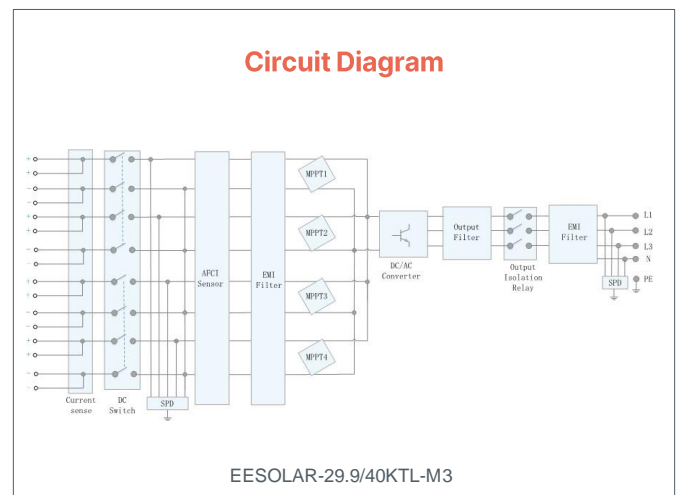 Circuit Diagram
+
+
-
-
+
+
-
-
+
+
-
-
+
+
-
-
Current
sense
DC
Switch
SPD
AFCI
Sensor
EMI
Filter
MPPT1
MPPT2
MPPT3
MPPT4
DC/AC
Converter
Output
Filter
Output
Isolation
Relay
EMI
Filter
SPD
L1
L2
L3
N
PE
EESOLAR-29.9/40KTL-M3